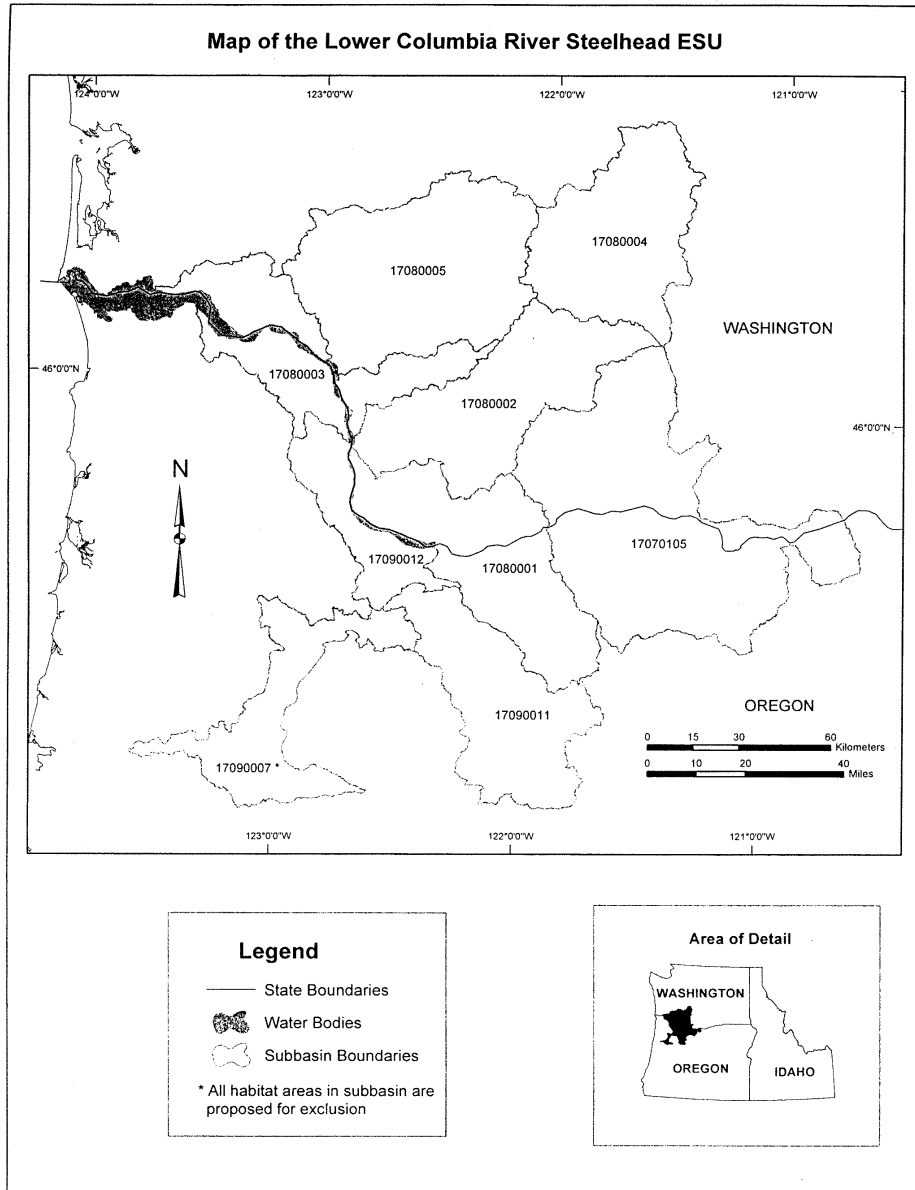 Map of the Lower Columbia River Steelhead ESU
124°0'0"W
123°0'0"W
122°0'0"W
121°0'0"W
17080004
17080005
WASHINGTON
46°0'0"N
17080003
17080002
46°0'0"N
N
17090012
17080001
17070105
OREGON
17090011
0 15 30 60
Kilometers
0 10 20 40
Miles
17090007 *
123°0'0"W
122°0'0"W
121°0'0"W
Legend
State Boundaries
Water Bodies
Subbasin Boundaries
* All habitat areas in subbasin are
proposed for exclusion
Area of Detail
WASHINGTON
OREGON
IDAHO